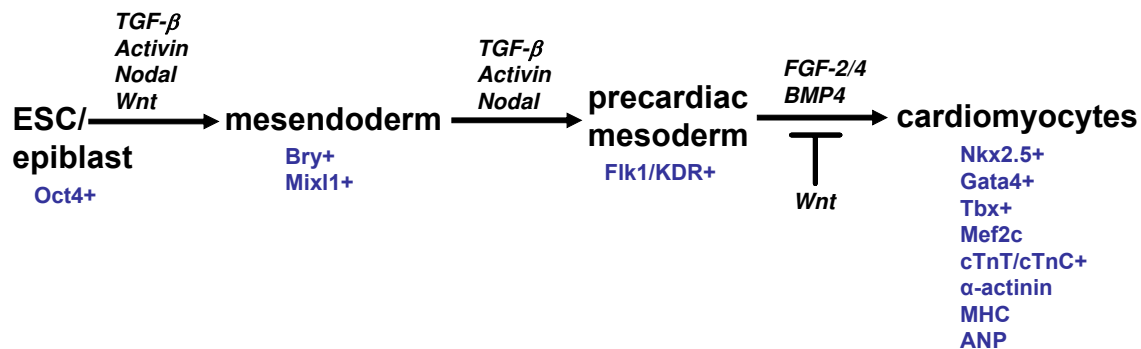 TGF-β
Activin
Nodal
Wnt
ESC/
epiblast
Oct4+
mesendoderm
Bry+
Mixl1+
TGF-β
Activin
Nodal
precardiac
mesoderm
Flk1/KDR+
FGF-2/4
BMP4
Wnt
cardiomyocytes
Nkx2.5+
Gata4+
Tbx+
Mef2c
cTnT/cTnC+
α-actinin
MHC
ANP